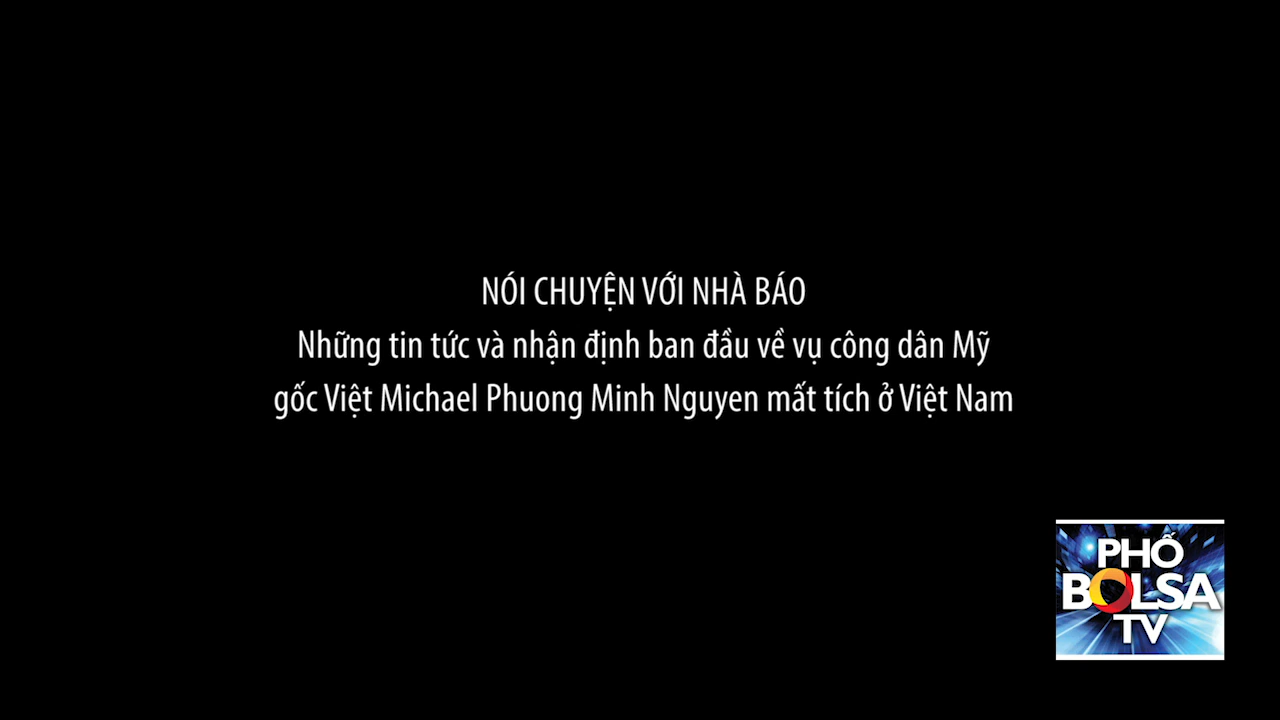 NÓI CHUYỆN VỚI NHÀ BÁO
Những tin tức và nhận định ban đầu về vụ công dân Mỹ
gốc Việt Michael Phuong Minh Nguyen mất tích ở Việt Nam
PHỐ
BOLSA
TV